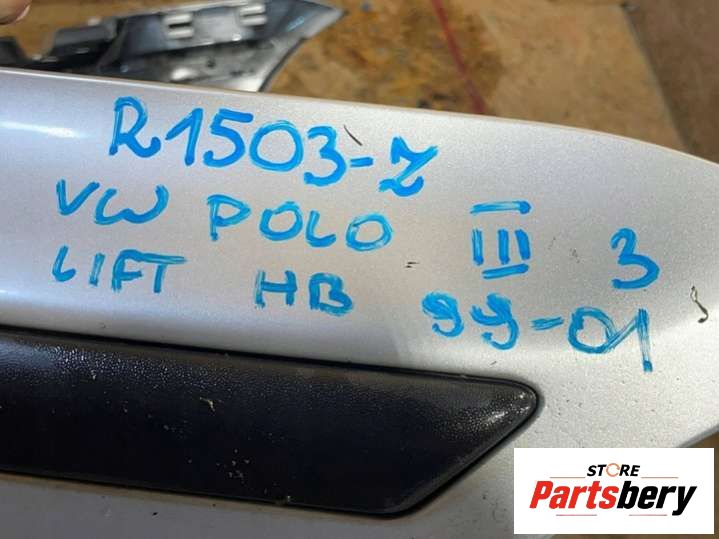 R1503-Z
VW POLO III 3
LIFT HB 99-01
STORE
Partsbery